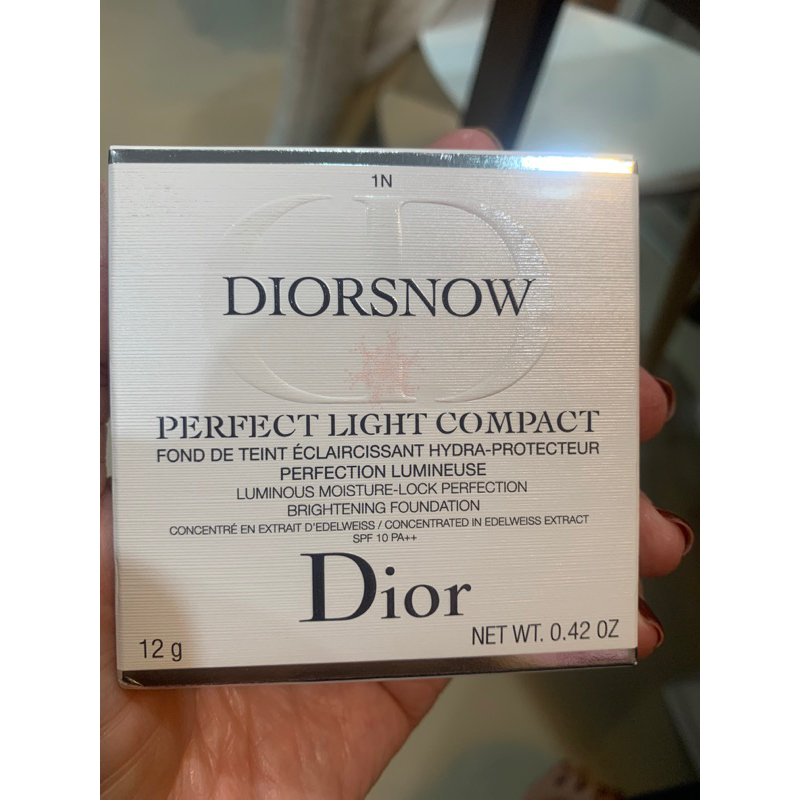 1N
DIORSNOW
PERFECT LIGHT COMPACT
FOND DE TEINT ÉCLAIRCISSANT HYDRA-PROTECTEUR
PERFECTION LUMINEUSE
LUMINOUS MOISTURE-LOCK PERFECTION
BRIGHTENING FOUNDATION
CONCENTRÉ EN EXTRAIT D'EDELWEISS / CONCENTRATED IN EDELWEISS EXTRACT
SPF 10 PA++
Dior
12 g NET WT. 0.42 OZ